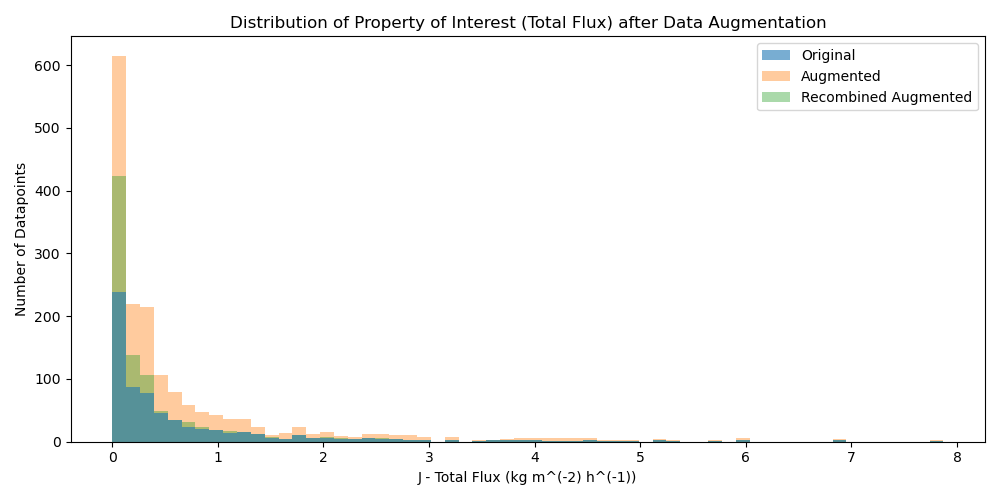 Distribution of Property of Interest (Total Flux) after Data Augmentation
Original
Augmented
Recombined Augmented
Number of Datapoints
600
500
400
300
200
100
0
0 1 2 3 4 5 6 7 8
J - Total Flux (kg m^(-2) h^(-1))